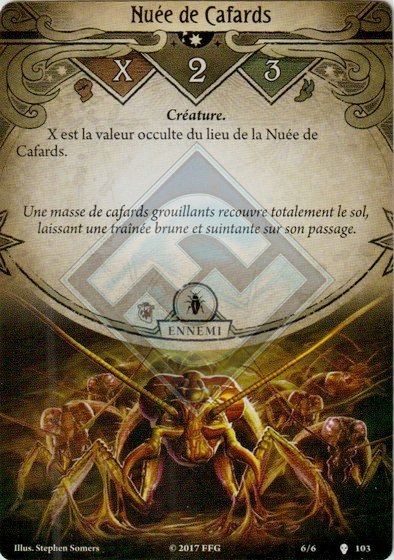 Nuée de Cafards
X 2 3
Créature.
X est la valeur occulte du lieu de la Nuée de
Cafards.
Une masse de cafards grouillants recouvre totalement le sol,
laissant une traînée brune et suintante sur son passage.
ENNEMI
Illus. Stephen Somers © 2017 FFG 6/6 103